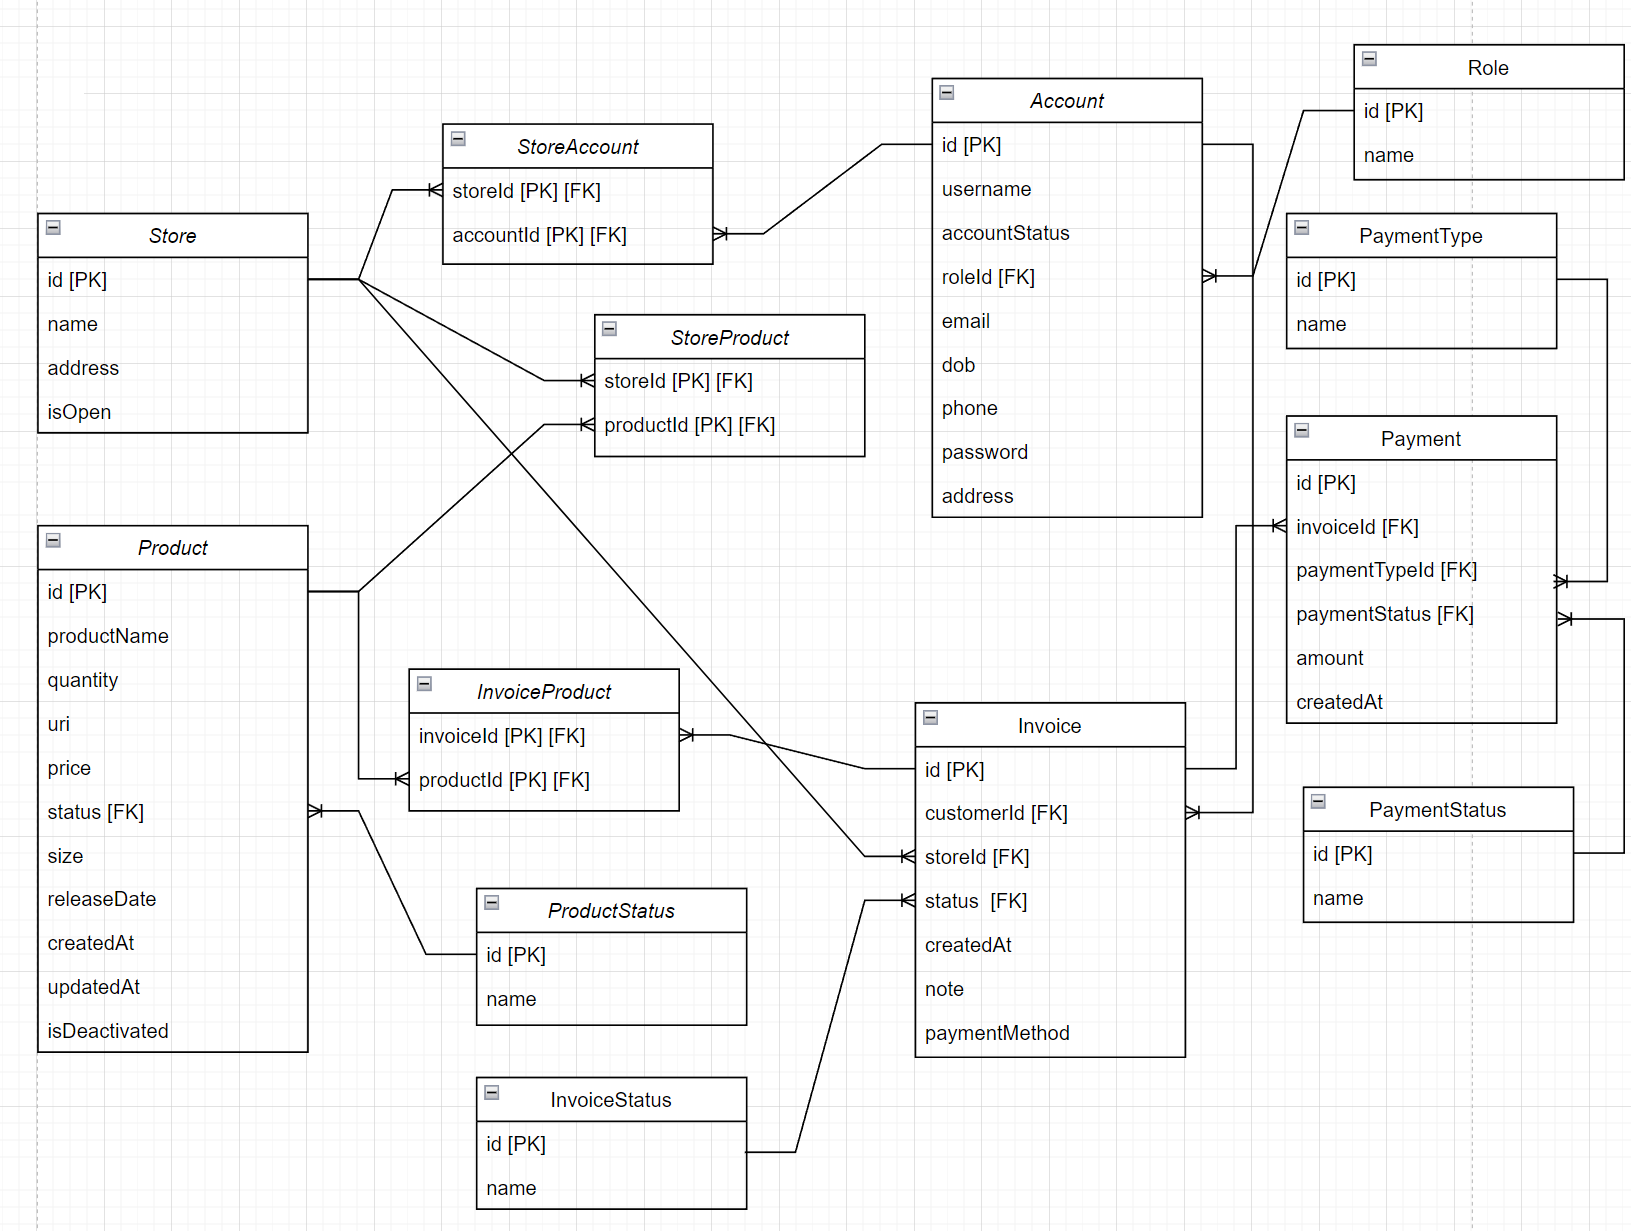 Store
id [PK]
name
address
isOpen
StoreAccount
storeId [PK] [FK]
accountId [PK] [FK]
StoreProduct
storeId [PK] [FK]
productId [PK] [FK]
Account
id [PK]
username
accountStatus
roleId [FK]
email
dob
phone
password
address
Role
id [PK]
name
PaymentType
id [PK]
name
Payment
id [PK]
invoiceId [FK]
paymentTypeId [FK]
paymentStatus [FK]
amount
createdAt
Product
id [PK]
productName
quantity
uri
price
status [FK]
size
releaseDate
createdAt
updatedAt
isDeactivated
InvoiceProduct
invoiceId [PK] [FK]
productId [PK] [FK]
ProductStatus
id [PK]
name
InvoiceStatus
id [PK]
name
Invoice
id [PK]
customerId [FK]
storeId [FK]
status  [FK]
createdAt
note
paymentMethod
PaymentStatus
id [PK]
name